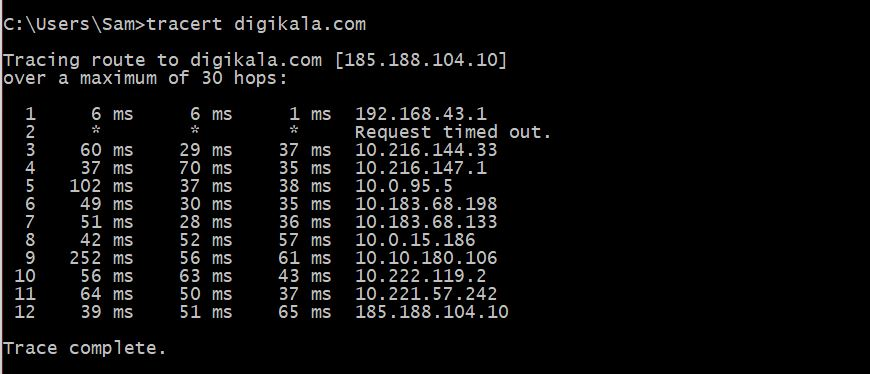 C:\Users\Sam>tracert digikala.com
Tracing route to digikala.com [185.188.104.10]
over a maximum of 30 hops:
1 6 ms 6 ms 1 ms 192.168.43.1
2 * * * Request timed out.
3 60 ms 29 ms 37 ms 10.216.144.33
4 37 ms 70 ms 35 ms 10.216.147.1
5 102 ms 37 ms 38 ms 10.0.95.5
6 49 ms 30 ms 35 ms 10.183.68.198
7 51 ms 28 ms 36 ms 10.183.68.133
8 42 ms 52 ms 57 ms 10.0.15.186
9 252 ms 56 ms 61 ms 10.10.180.106
10 56 ms 63 ms 43 ms 10.222.119.2
11 64 ms 50 ms 37 ms 10.221.57.242
12 39 ms 51 ms 65 ms 185.188.104.10
Trace complete.